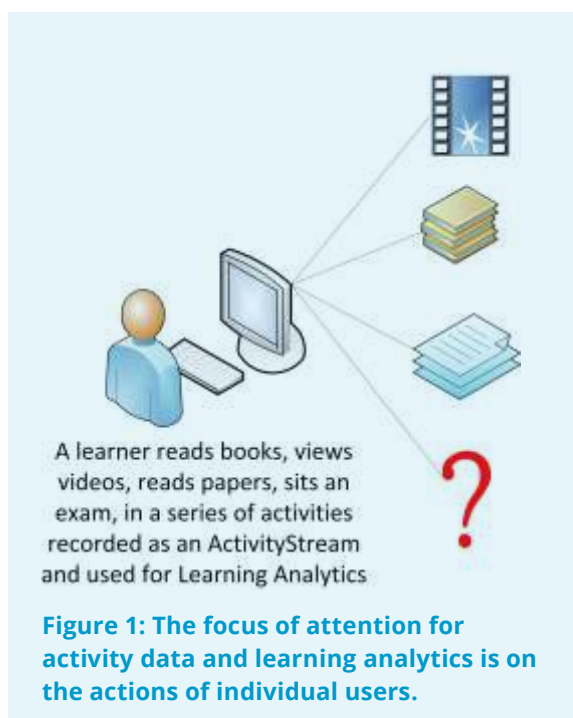 A learner reads books, views
videos, reads papers, sits an
exam, in a series of activities
recorded as an ActivityStream
and used for Learning Analytics
?
Figure 1: The focus of attention for
activity data and learning analytics is on
the actions of individual users.